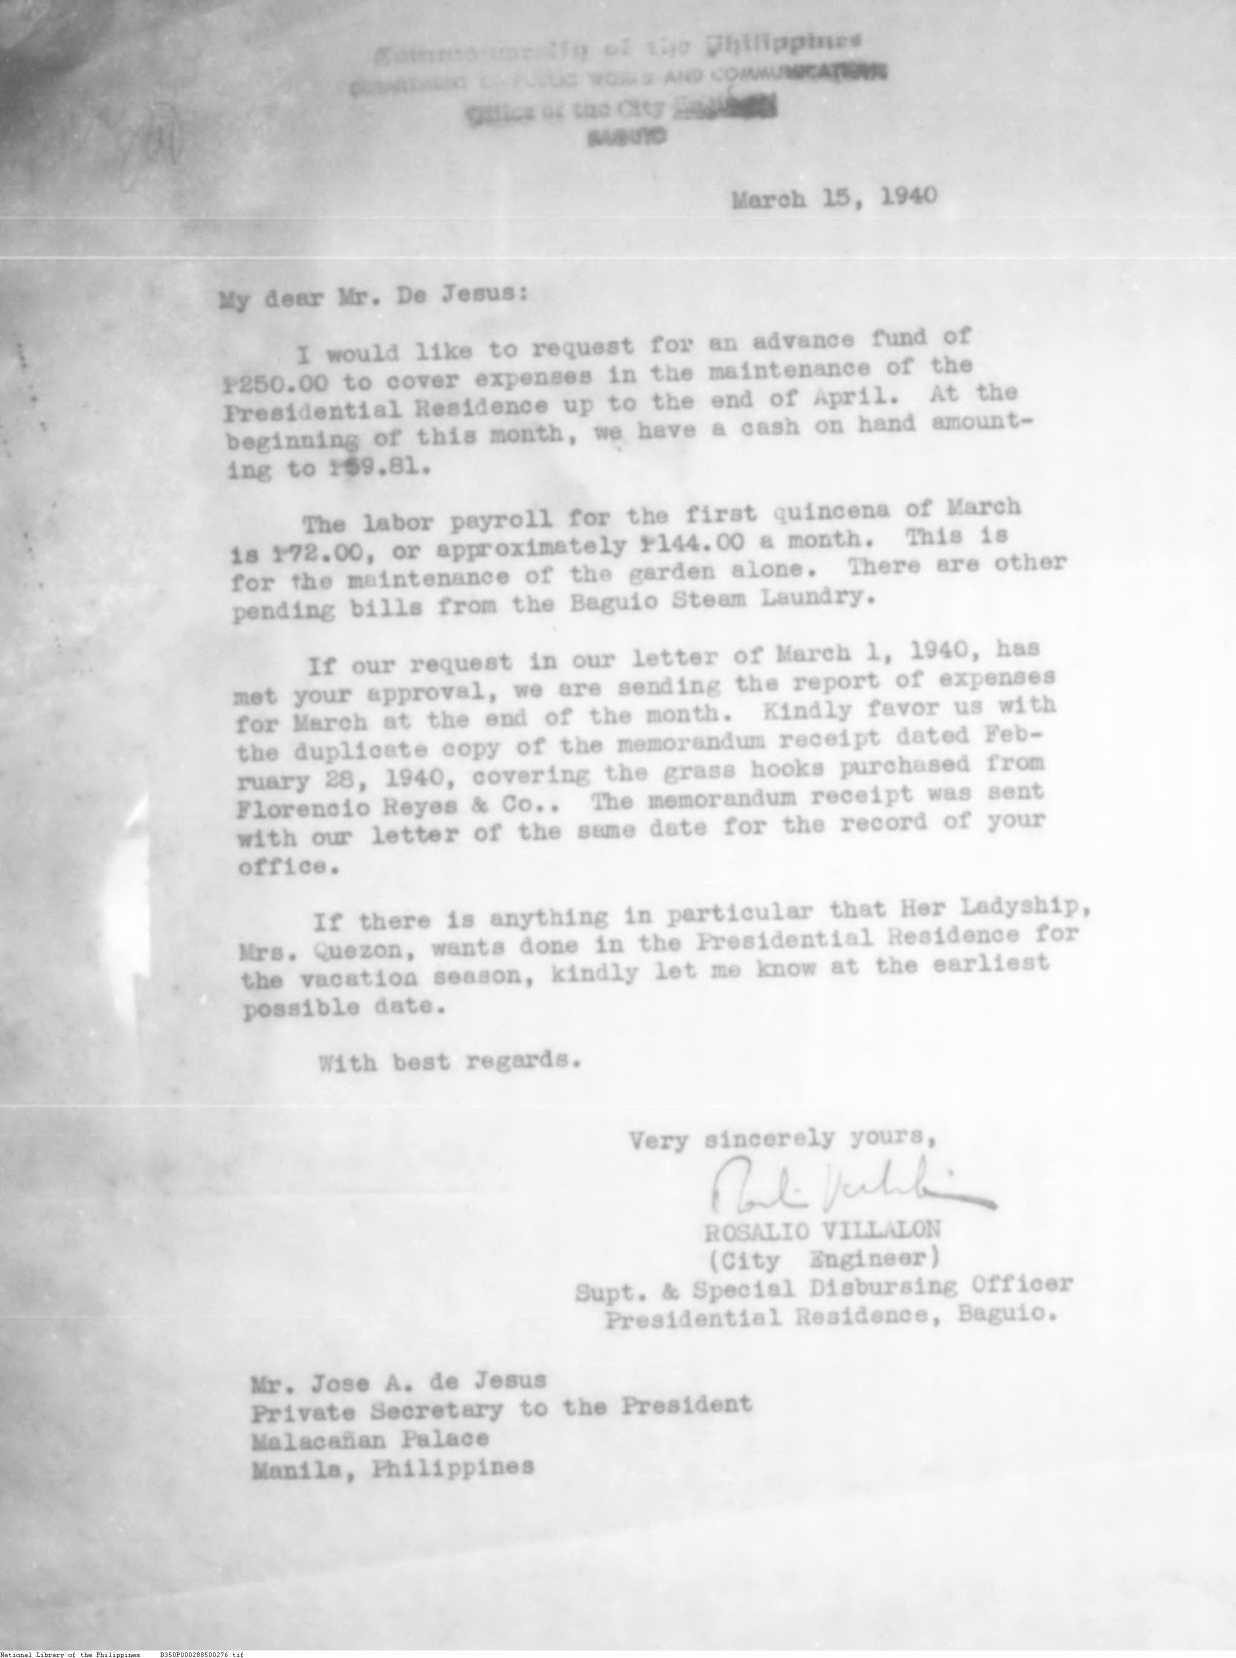 Commonwealth of the Philippines
DEPARTMENT OF PUBLIC WORKS AND COMMUNICATIONS
Office of the City Engineer
BAGUIO
March 15, 1940
My dear Mr. De Jesus:
I would like to request for an advance fund of
₱250.00 to cover expenses in the maintenance of the
Presidential Residence up to the end of April. At the
beginning of this month, we have a cash on hand amount-
ing to
The labor payroll for the first quincena of March
is ₱72.00, or approximately ₱144.00 a month. This is
for the maintenance of the garden alone. There are other
pending bills from the Baguio Steam Laundry.
If our request in our letter of March 1, 1940, has
met your approval, we are sending the report of expenses
for March at the end of the month. Kindly favor us with
the duplicate copy of the memorandum receipt dated Feb-
ruary 28, 1940, covering the grass hooks purchased from
Florencio Reyes & Co.. The memorandum receipt was sent
with our letter of the same date for the record of your
office.
If there is anything in particular that Her Ladyship,
Mrs. Quezon, wants done in the Presidential Residence for
the vacation season, kindly let me know at the earliest
possible date.
With best regards.
Very sincerely yours,
ROSALIO VILLALON
(City Engineer)
Supt. & Special Disbursing Officer
Presidential Residence, Baguio.
Mr. Jose A. de Jesus
Private Secretary to the President
Malacañan Palace
Manila, Philippines
National Library of the Philippines D350P000288500276.tif